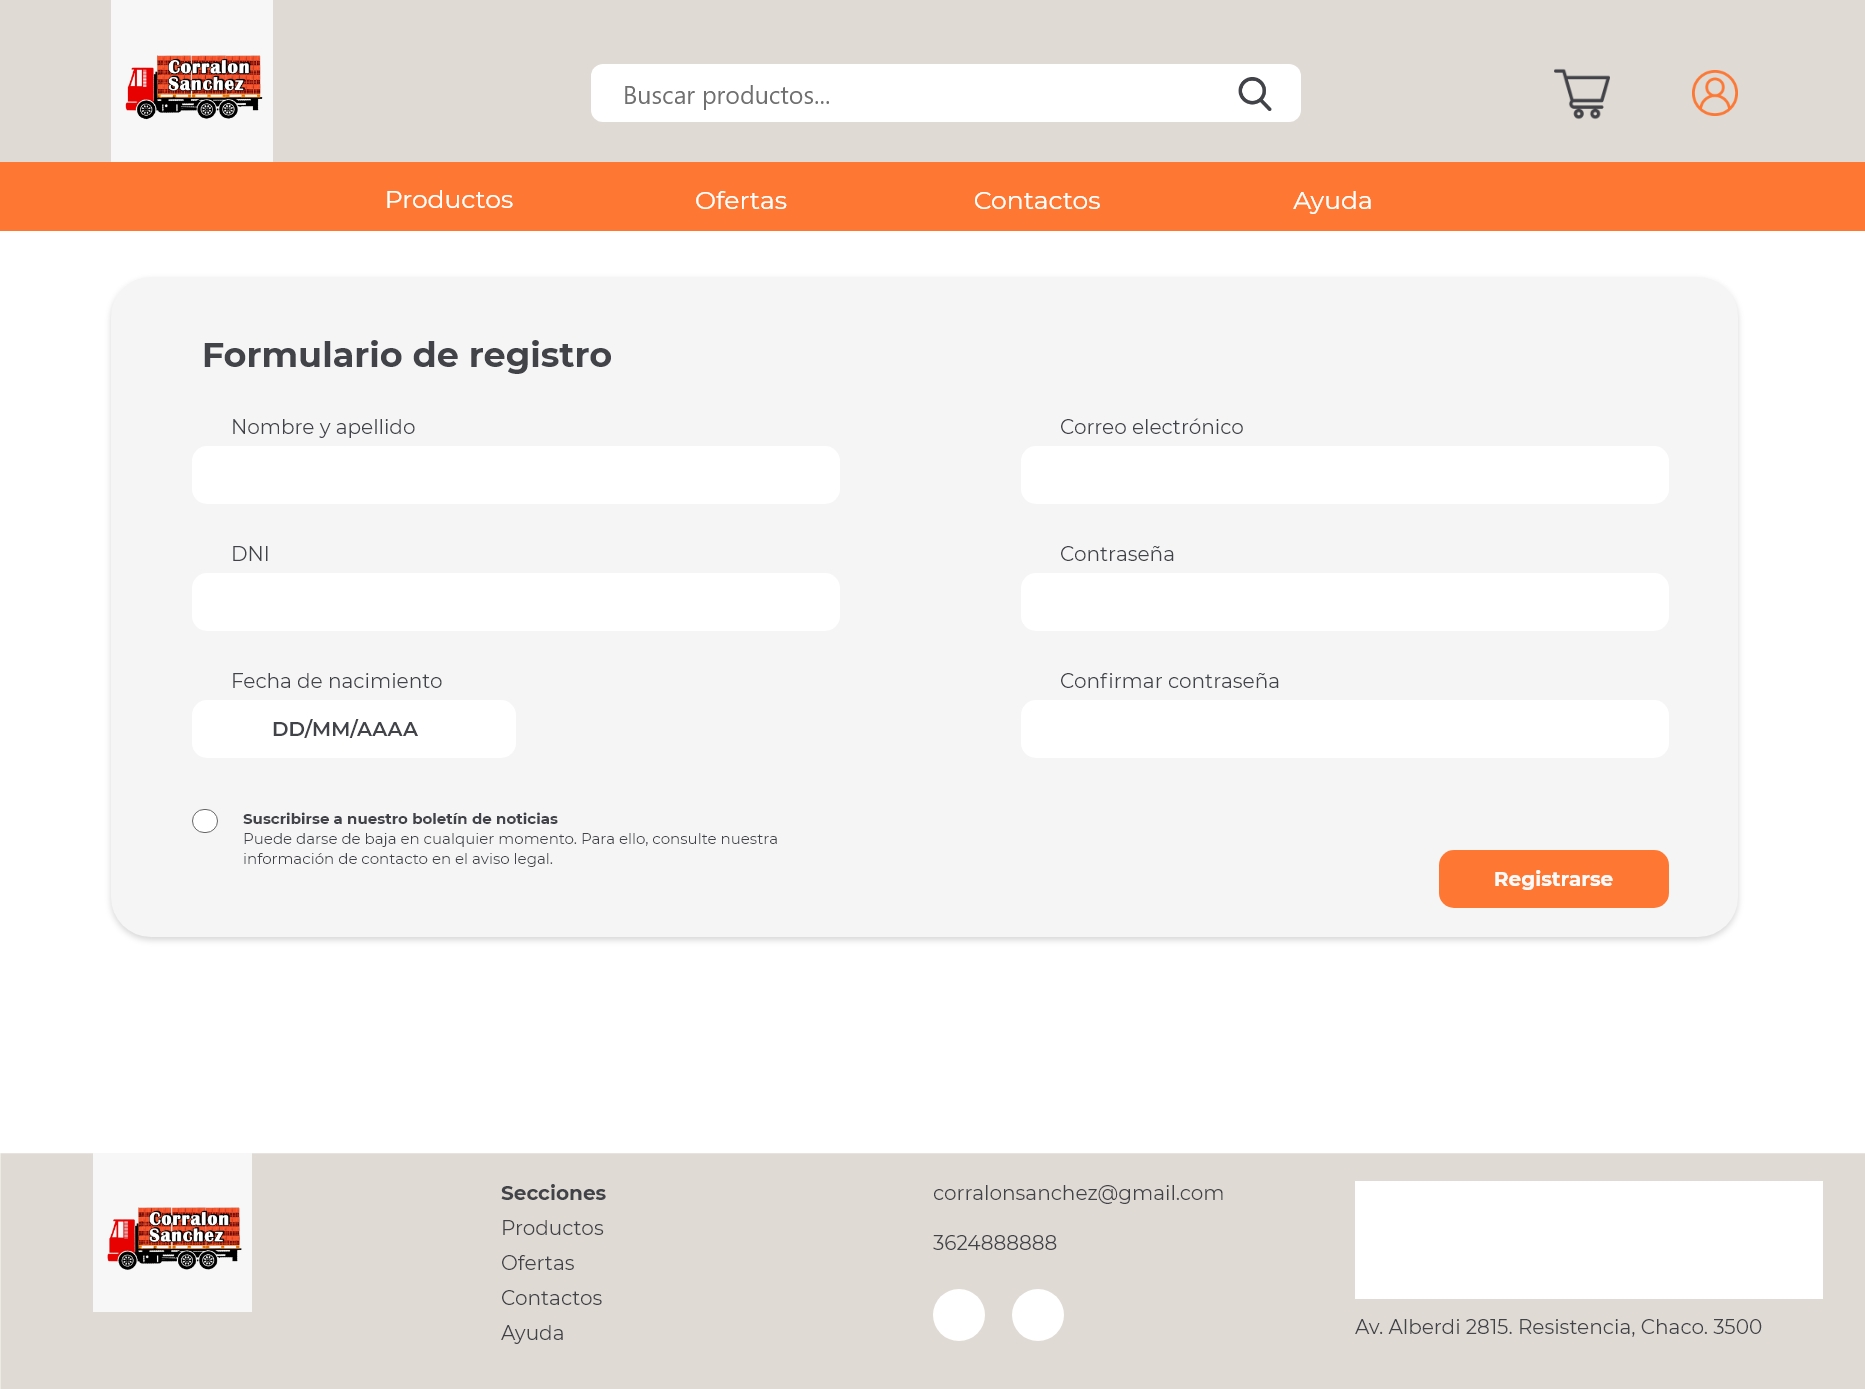 Corralon
Sanchez
Buscar productos...
Productos
Ofertas
Contactos
Ayuda
Formulario de registro
Nombre y apellido
Correo electrónico
DNI
Contraseña
Fecha de nacimiento
Confirmar contraseña
DD/MM/AAAA
Suscribirse a nuestro boletín de noticias
Puede darse de baja en cualquier momento. Para ello, consulte nuestra
información de contacto en el aviso legal.
Registrarse
Corralon
Sanchez
Secciones
Productos
Ofertas
Contactos
Ayuda
corralonsanchez@gmail.com
3624888888
Av. Alberdi 2815. Resistencia, Chaco. 3500